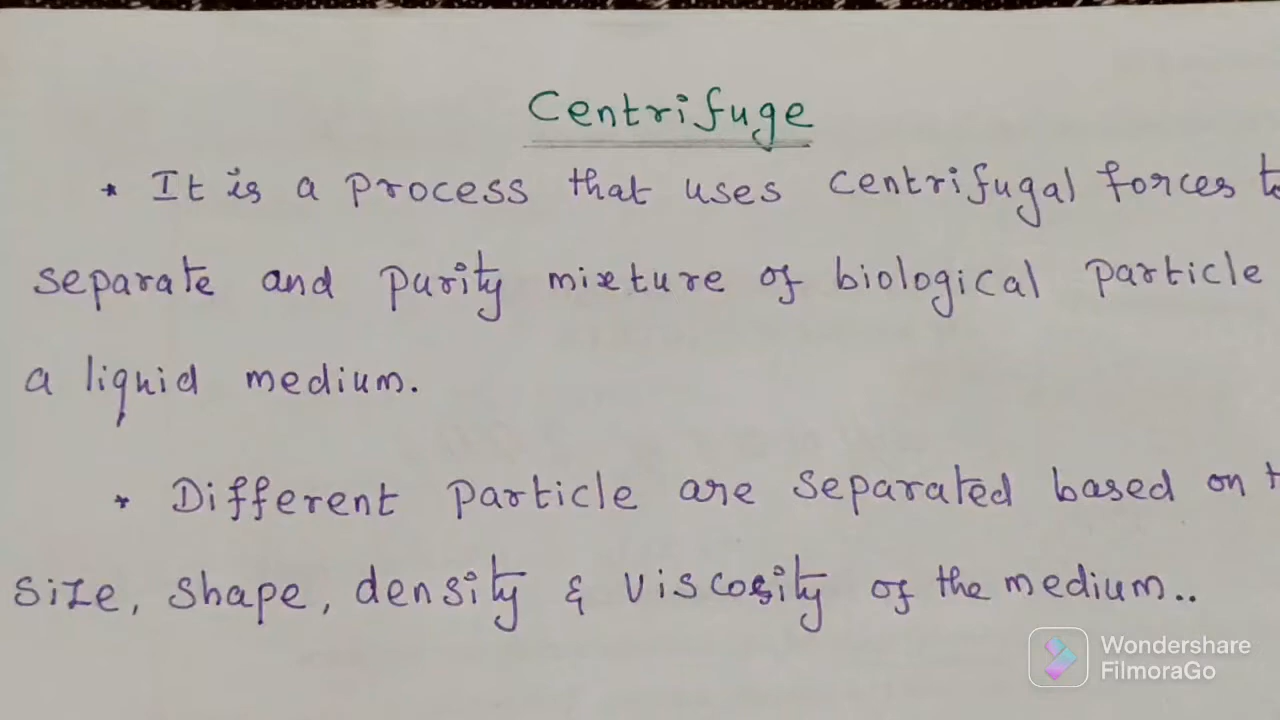 Centrifuge
* It is a process that uses centrifugal forces to
separate and purity mixture of biological particle
a liquid medium.
* Different particle are separated based on
size, shape, density & viscosity of the medium..
Wondershare
FilmoraGo